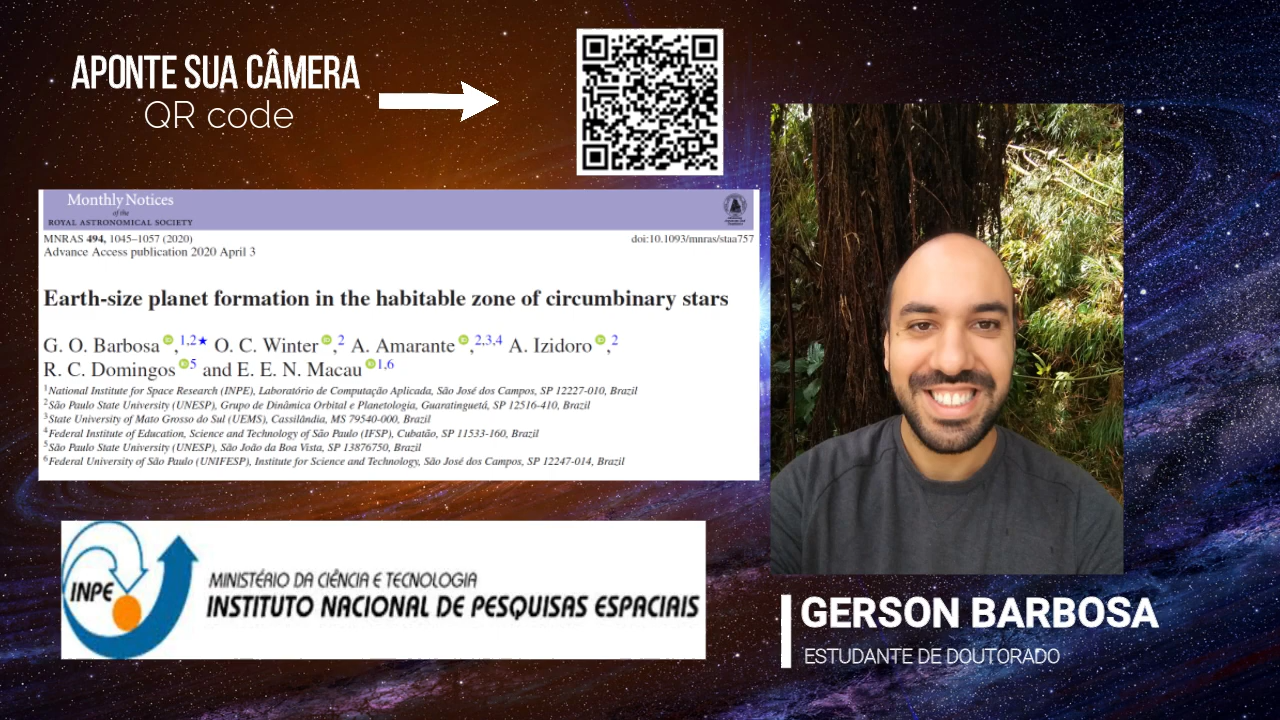 APONTE SUA CÂMERA
QR code
Monthly Notices
of the
ROYAL ASTRONOMICAL SOCIETY
MNRAS 494, 1045–1057 (2020)
doi:10.1093/mnras/staa757
Advance Access publication 2020 April 3
Earth-size planet formation in the habitable zone of circumbinary stars
G. O. Barbosa,1,2★ O. C. Winter,2 A. Amarante,2,3,4 A. Izidoro,2
R. C. Domingos5 and E. E. N. Macau1,6
1National Institute for Space Research (INPE), Laboratório de Computação Aplicada, São José dos Campos, SP 12227-010, Brazil
2São Paulo State University (UNESP), Grupo de Dinâmica Orbital e Planetologia, Guaratinguetá, SP 12516-410, Brazil
3State University of Mato Grosso do Sul (UEMS), Cassilândia, MS 79540-000, Brazil
4Federal Institute of Education, Science and Technology of São Paulo (IFSP), Cubatão, SP 11533-160, Brazil
5São Paulo State University (UNESP), São João da Boa Vista, SP 13876750, Brazil
6Federal University of São Paulo (UNIFESP), Institute for Science and Technology, São José dos Campos, SP 12247-014, Brazil
INPE
MINISTÉRIO DA CIÊNCIA E TECNOLOGIA
INSTITUTO NACIONAL DE PESQUISAS ESPACIAIS
GERSON BARBOSA
ESTUDANTE DE DOUTORADO